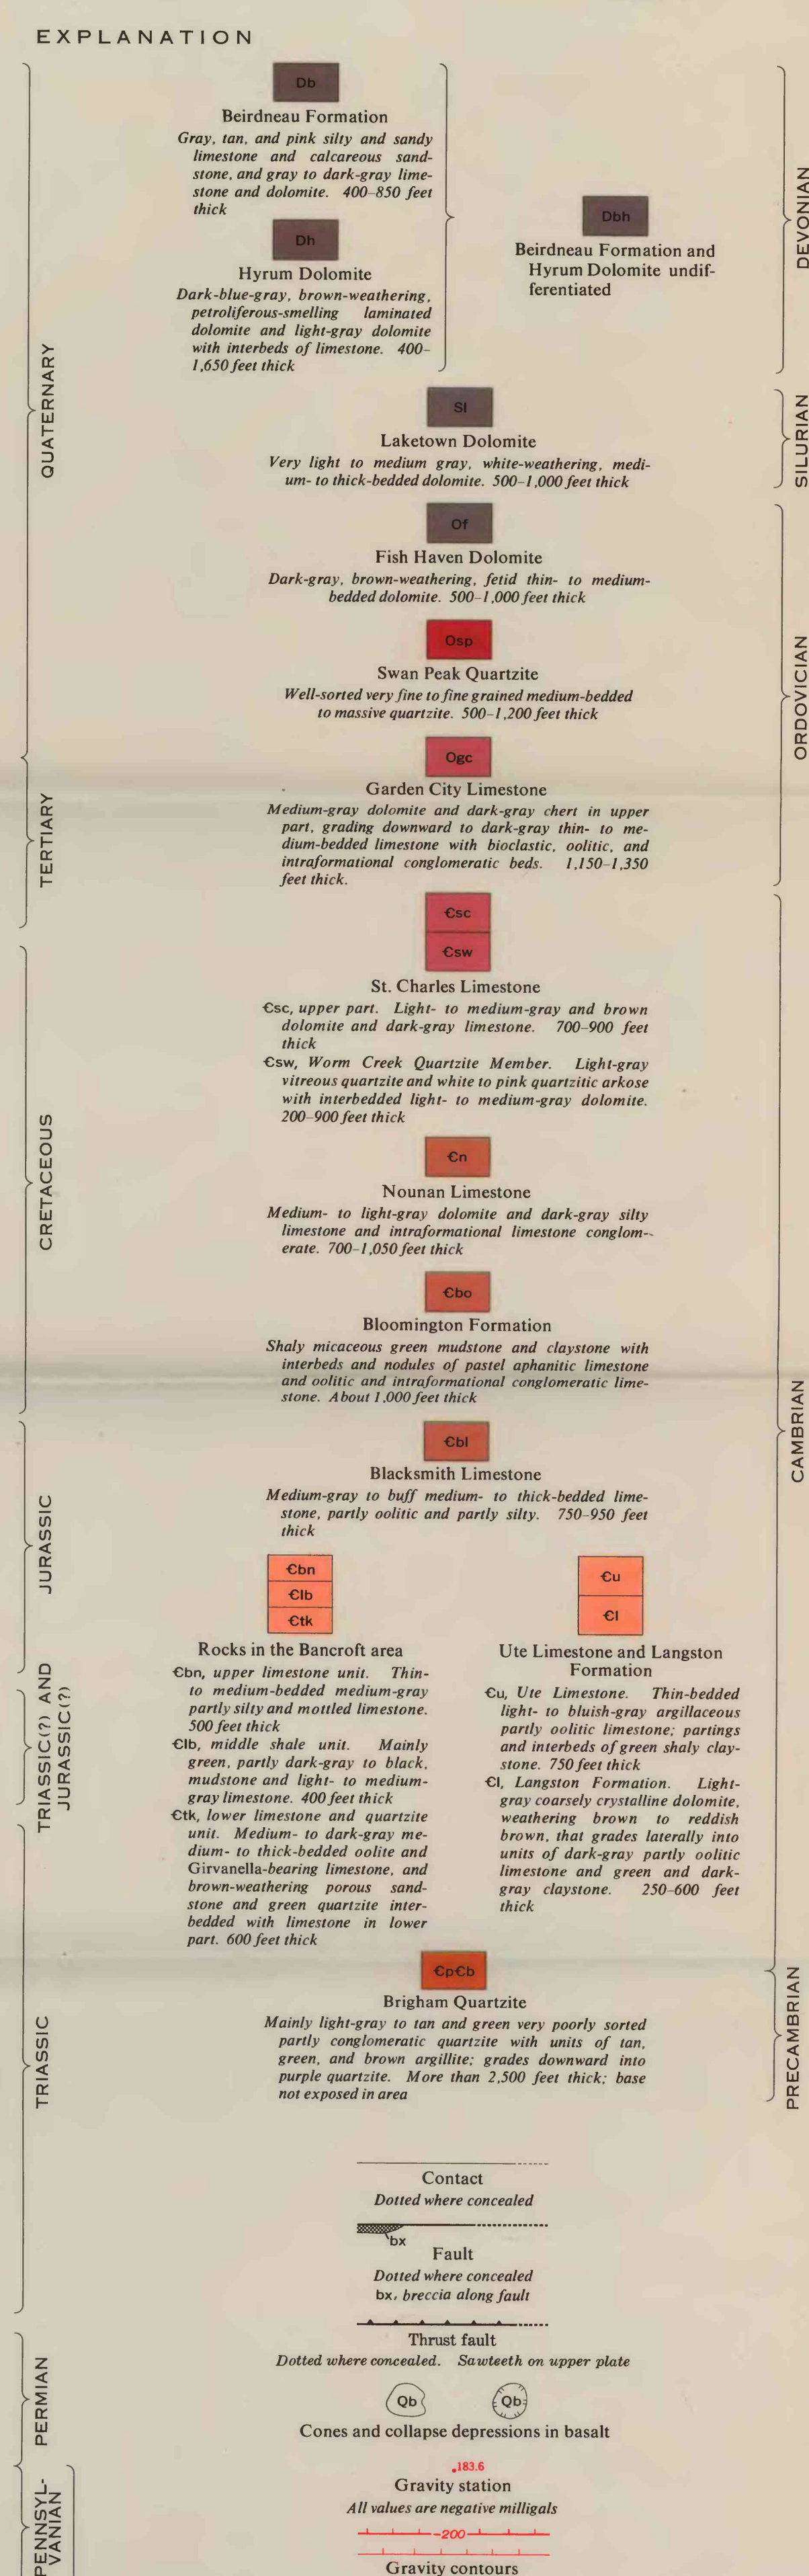 EXPLANATION
QUATERNARY
TERTIARY
CRETACEOUS
JURASSIC
TRIASSIC(?) AND
JURASSIC(?)
TRIASSIC
PERMIAN
PENNSYL-
VANIAN
Db
Beirdneau Formation
Gray, tan, and pink silty and sandy
limestone and calcareous sand-
stone, and gray to dark-gray lime-
stone and dolomite. 400–850 feet
thick
Dh
Hyrum Dolomite
Dark-blue-gray, brown-weathering,
petroliferous-smelling laminated
dolomite and light-gray dolomite
with interbeds of limestone. 400–
1,650 feet thick
Dbh
Beirdneau Formation and
Hyrum Dolomite undif-
ferentiated
DEVONIAN
Sl
Laketown Dolomite
Very light to medium gray, white-weathering, medi-
um- to thick-bedded dolomite. 500–1,000 feet thick
SILURIAN
Of
Fish Haven Dolomite
Dark-gray, brown-weathering, fetid thin- to medium-
bedded dolomite. 500–1,000 feet thick
Osp
Swan Peak Quartzite
Well-sorted very fine to fine grained medium-bedded
to massive quartzite. 500–1,200 feet thick
Ogc
Garden City Limestone
Medium-gray dolomite and dark-gray chert in upper
part, grading downward to dark-gray thin- to me-
dium-bedded limestone with bioclastic, oolitic, and
intraformational conglomeratic beds. 1,150–1,350
feet thick.
ORDOVICIAN
Єsc
Єsw
St. Charles Limestone
Єsc, upper part. Light- to medium-gray and brown
dolomite and dark-gray limestone. 700–900 feet
thick
Єsw, Worm Creek Quartzite Member. Light-gray
vitreous quartzite and white to pink quartzitic arkose
with interbedded light- to medium-gray dolomite.
200–900 feet thick
Єn
Nounan Limestone
Medium- to light-gray dolomite and dark-gray silty
limestone and intraformational limestone conglom-
erate. 700–1,050 feet thick
Єbo
Bloomington Formation
Shaly micaceous green mudstone and claystone with
interbeds and nodules of pastel aphanitic limestone
and oolitic and intraformational conglomeratic lime-
stone. About 1,000 feet thick
Єbl
Blacksmith Limestone
Medium-gray to buff medium- to thick-bedded lime-
stone, partly oolitic and partly silty. 750–950 feet
thick
CAMBRIAN
Єbn
Єlb
Єtk
Rocks in the Bancroft area
Єbn, upper limestone unit. Thin-
to medium-bedded medium-gray
partly silty and mottled limestone.
500 feet thick
Єlb, middle shale unit. Mainly
green, partly dark-gray to black,
mudstone and light- to medium-
gray limestone. 400 feet thick
Єtk, lower limestone and quartzite
unit. Medium- to dark-gray me-
dium- to thick-bedded oolite and
Girvanella-bearing limestone, and
brown-weathering porous sand-
stone and green quartzite inter-
bedded with limestone in lower
part. 600 feet thick
Єu
Єl
Ute Limestone and Langston
Formation
Єu, Ute Limestone. Thin-bedded
light- to bluish-gray argillaceous
partly oolitic limestone; partings
and interbeds of green shaly clay-
stone. 750 feet thick
Єl, Langston Formation. Light-
gray coarsely crystalline dolomite,
weathering brown to reddish
brown, that grades laterally into
units of dark-gray partly oolitic
limestone and green and dark-
gray claystone. 250–600 feet
thick
ЄpЄb
Brigham Quartzite
Mainly light-gray to tan and green very poorly sorted
partly conglomeratic quartzite with units of tan,
green, and brown argillite; grades downward into
purple quartzite. More than 2,500 feet thick; base
not exposed in area
PRECAMBRIAN
Contact
Dotted where concealed
bx
Fault
Dotted where concealed
bx, breccia along fault
Thrust fault
Dotted where concealed. Sawteeth on upper plate
Qb Qb
Cones and collapse depressions in basalt
.183.6
Gravity station
All values are negative milligals
-200
Gravity contours